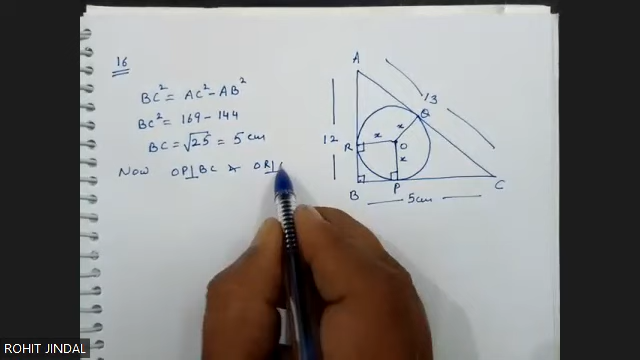 16
BC² = AC² - AB²
BC² = 169 - 144
BC = √25 = 5 cm
Now OP⊥BC & OR⊥
A
13
Q
12
x
x
R
O
x
B
P
C
5cm
ROHIT JINDAL